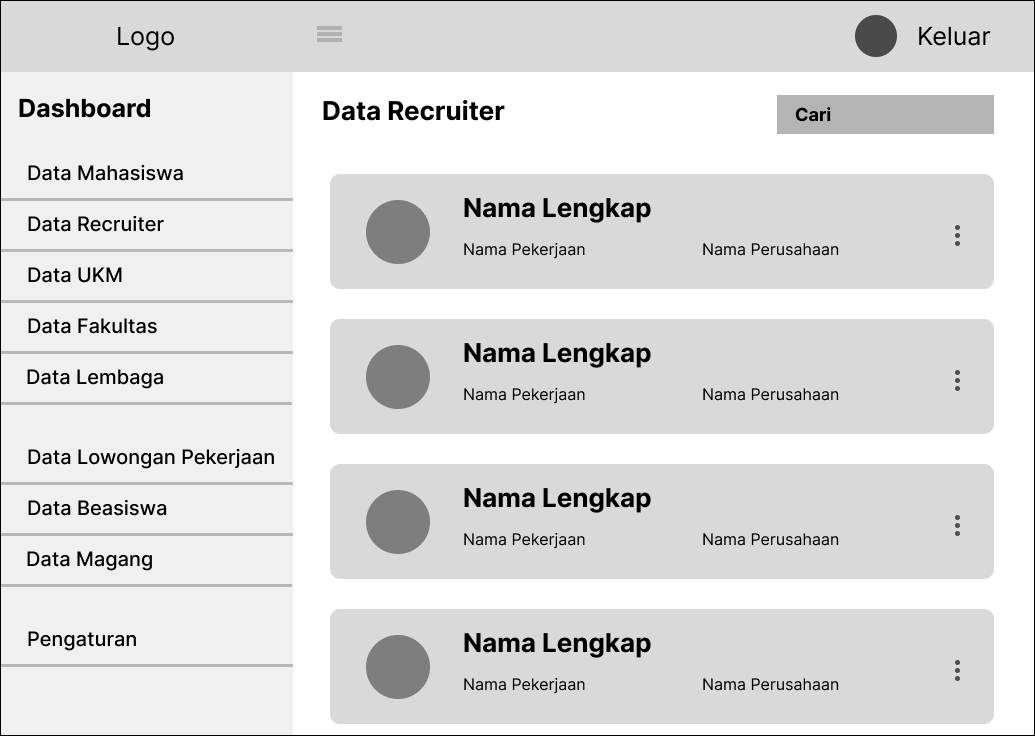 Logo
Keluar
Dashboard
Data Mahasiswa
Data Recruiter
Data UKM
Data Fakultas
Data Lembaga
Data Lowongan Pekerjaan
Data Beasiswa
Data Magang
Pengaturan
Data Recruiter
Cari
Nama Lengkap
Nama Pekerjaan Nama Perusahaan
Nama Lengkap
Nama Pekerjaan Nama Perusahaan
Nama Lengkap
Nama Pekerjaan Nama Perusahaan
Nama Lengkap
Nama Pekerjaan Nama Perusahaan